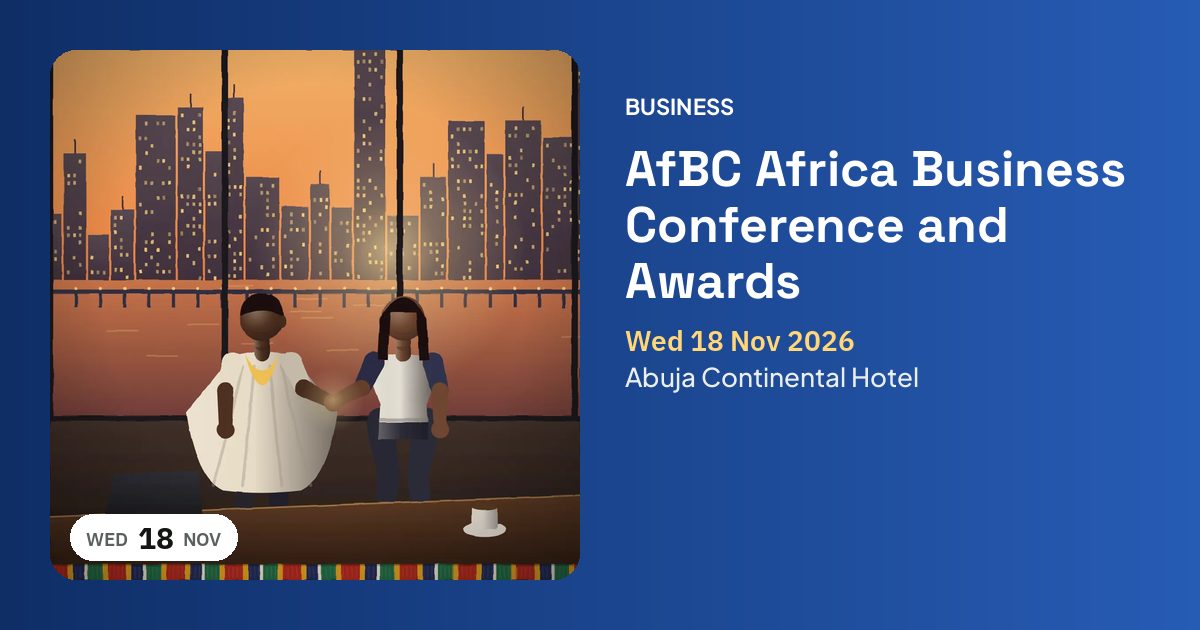 BUSINESS
AfBC Africa Business
Conference and
Awards
Wed 18 Nov 2026
Abuja Continental Hotel
WED 18 NOV